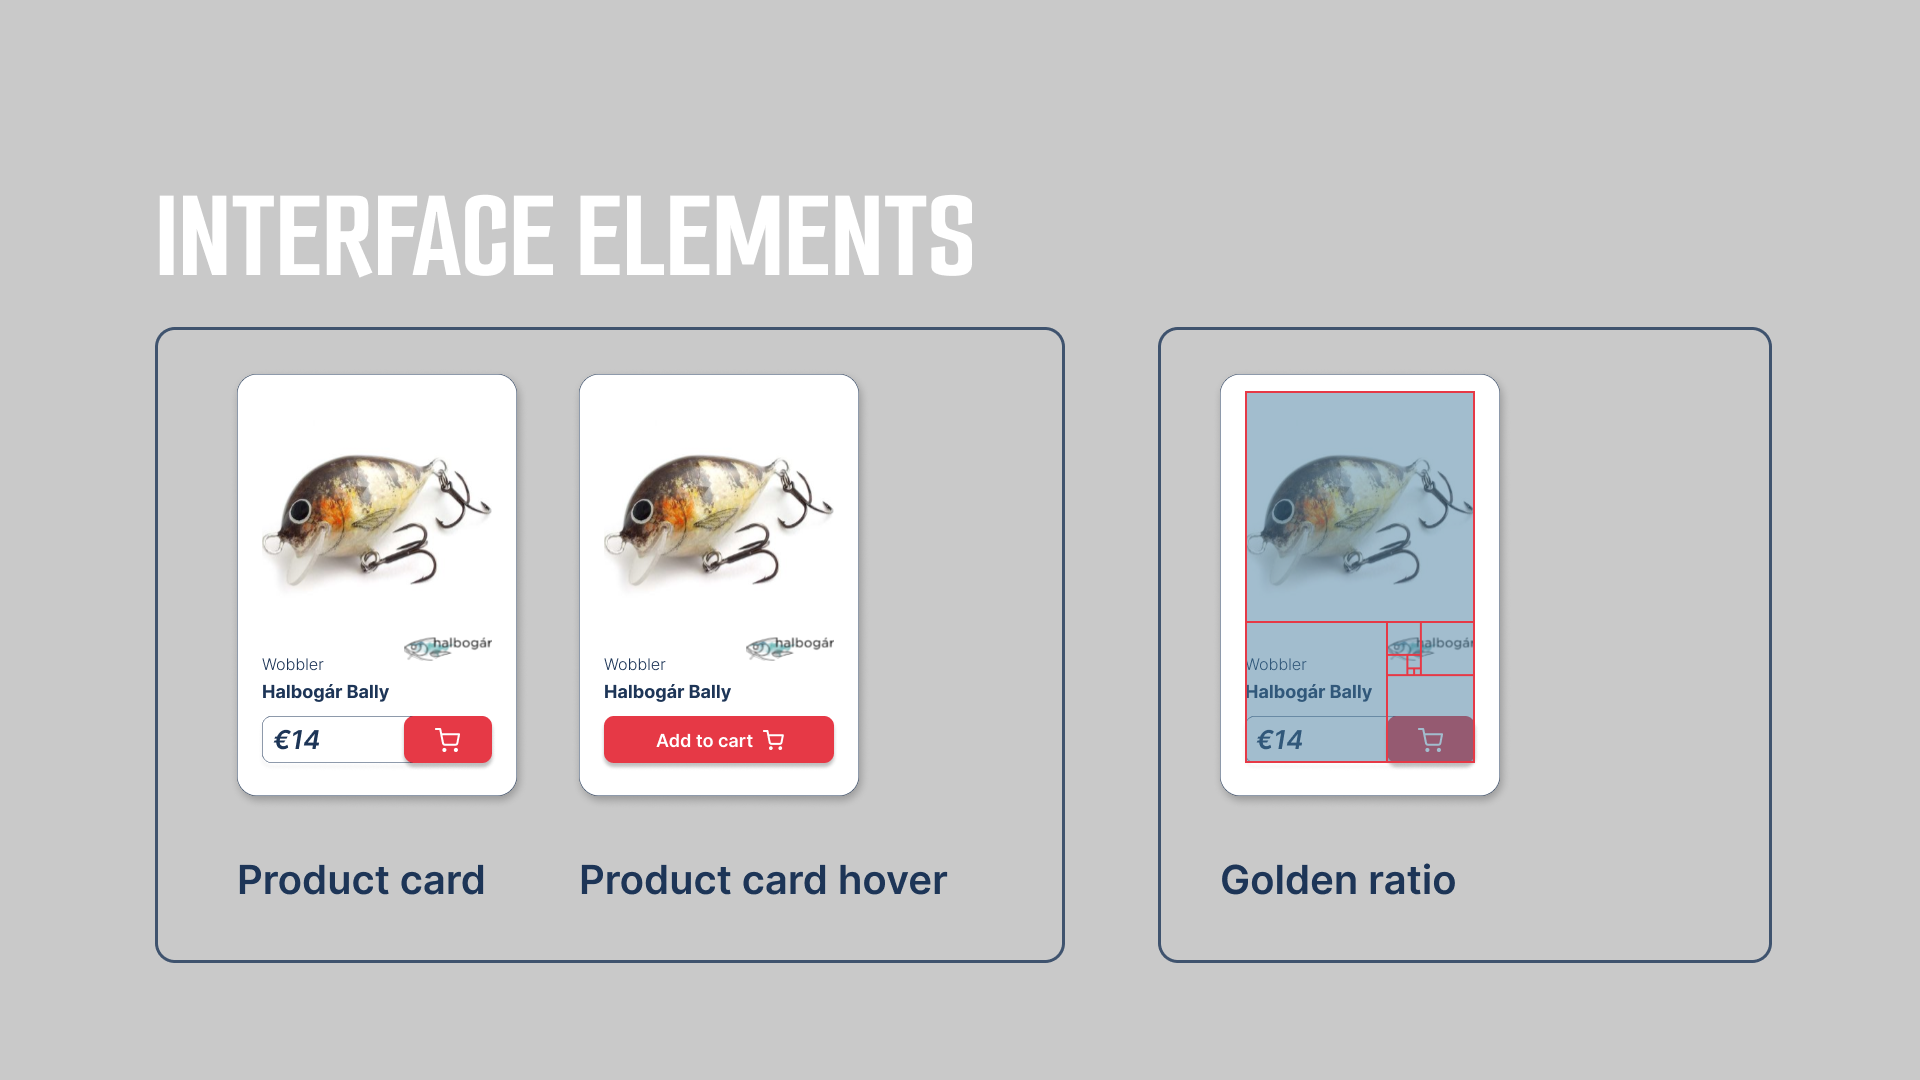 INTERFACE ELEMENTS
halbogár
Wobbler
Halbogár Bally
€14
Product card
halbogár
Wobbler
Halbogár Bally
Add to cart
Product card hover
halbogár
Wobbler
Halbogár Bally
€14
Golden ratio